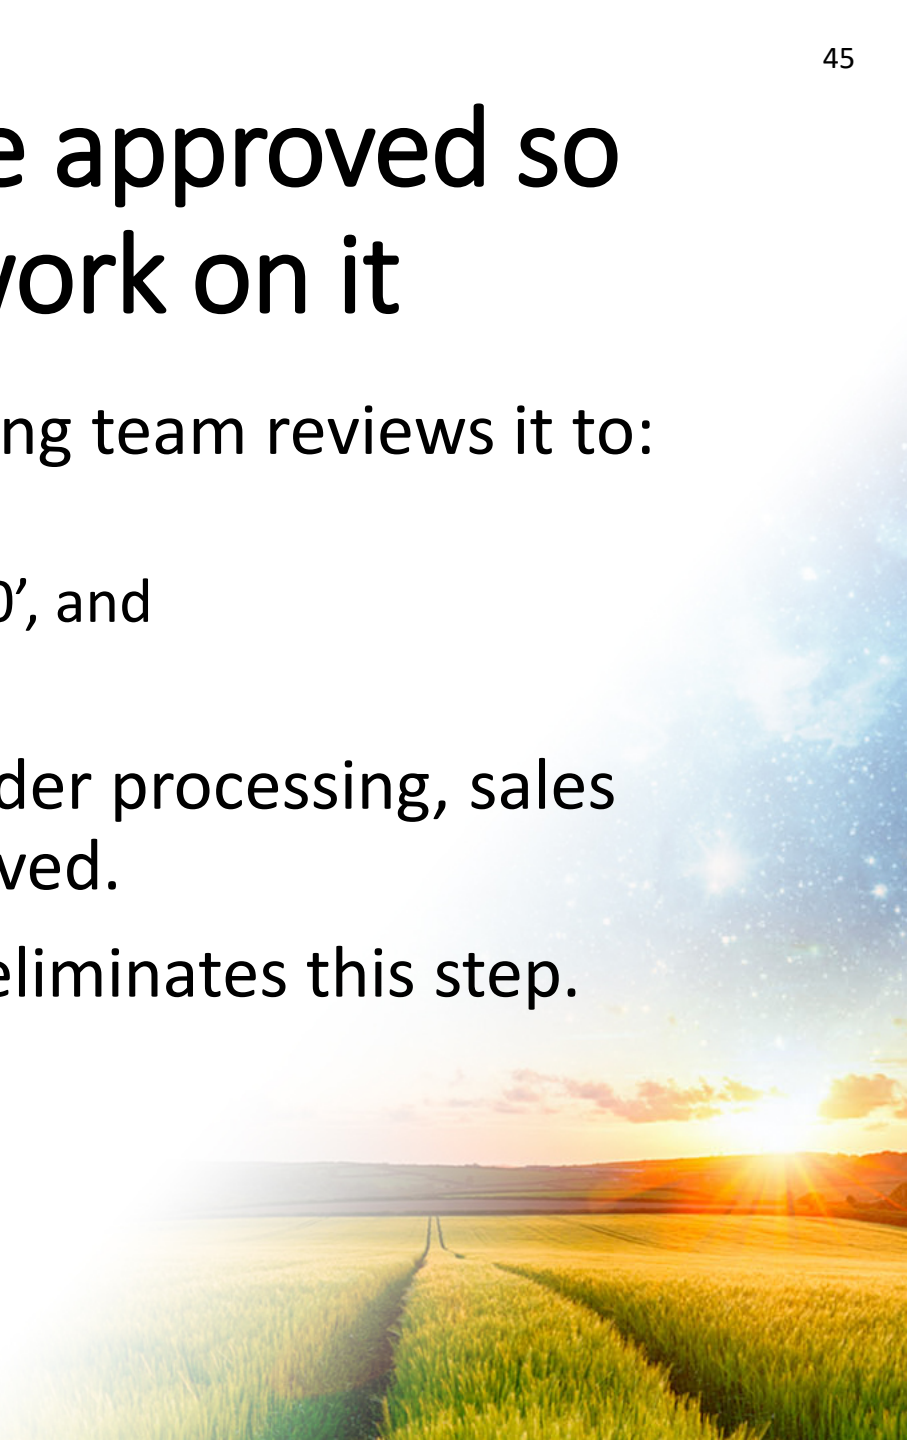 45
e approved so
work on it
ng team reviews it to:
0’, and
der processing, sales
ved.
eliminates this step.